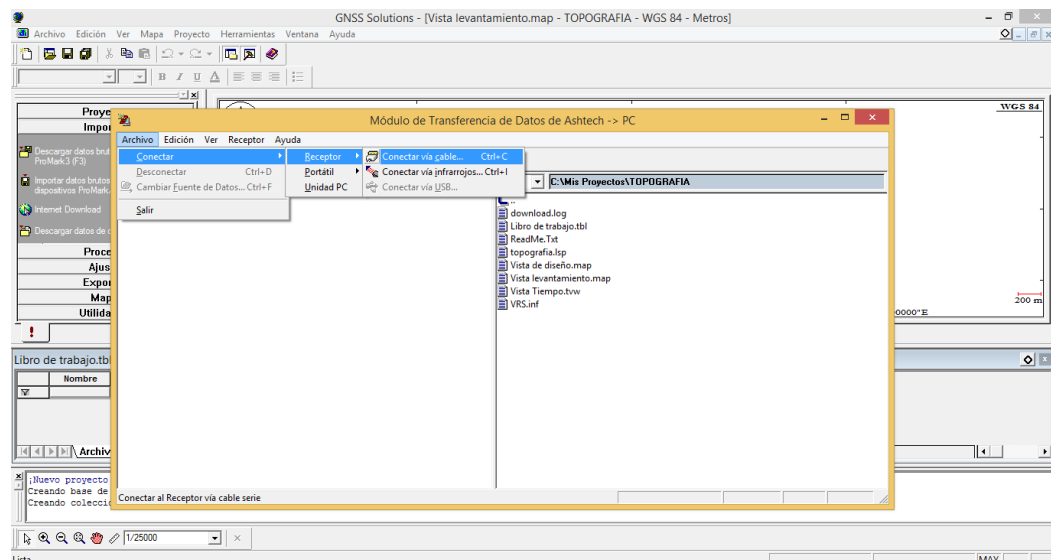 GNSS Solutions - [Vista levantamiento.map - TOPOGRAFIA - WGS 84 - Metros]
Archivo Edición Ver Mapa Proyecto Herramientas Ventana Ayuda
B I U A
WGS 84
Proye
Impor
Descargar datos brut
ProMark3 (F3)
Importar datos brutos
dispositivos ProMark
Internet Download
Descargar datos de c
Proce
Ajus
Expor
Map
Utilida
Módulo de Transferencia de Datos de Ashtech -> PC
Archivo Edición Ver Receptor Ayuda
Conectar
Desconectar Ctrl+D
Cambiar Fuente de Datos... Ctrl+F
Salir
Receptor
Portátil
Unidad PC
Conectar vía cable... Ctrl+C
Conectar vía infrarrojos... Ctrl+I
Conectar vía USB...
C:\Mis Proyectos\TOPOGRAFIA
..
download.log
Libro de trabajo.tbl
ReadMe.Txt
topografia.lsp
Vista de diseño.map
Vista levantamiento.map
Vista Tiempo.tvw
VRS.inf
Conectar al Receptor vía cable serie
200 m
0000"E
!
Libro de trabajo.tb
Nombre
Archiv
¡Nuevo proyecto
Creando base de
Creando colecci
1/25000
Lista
MAY